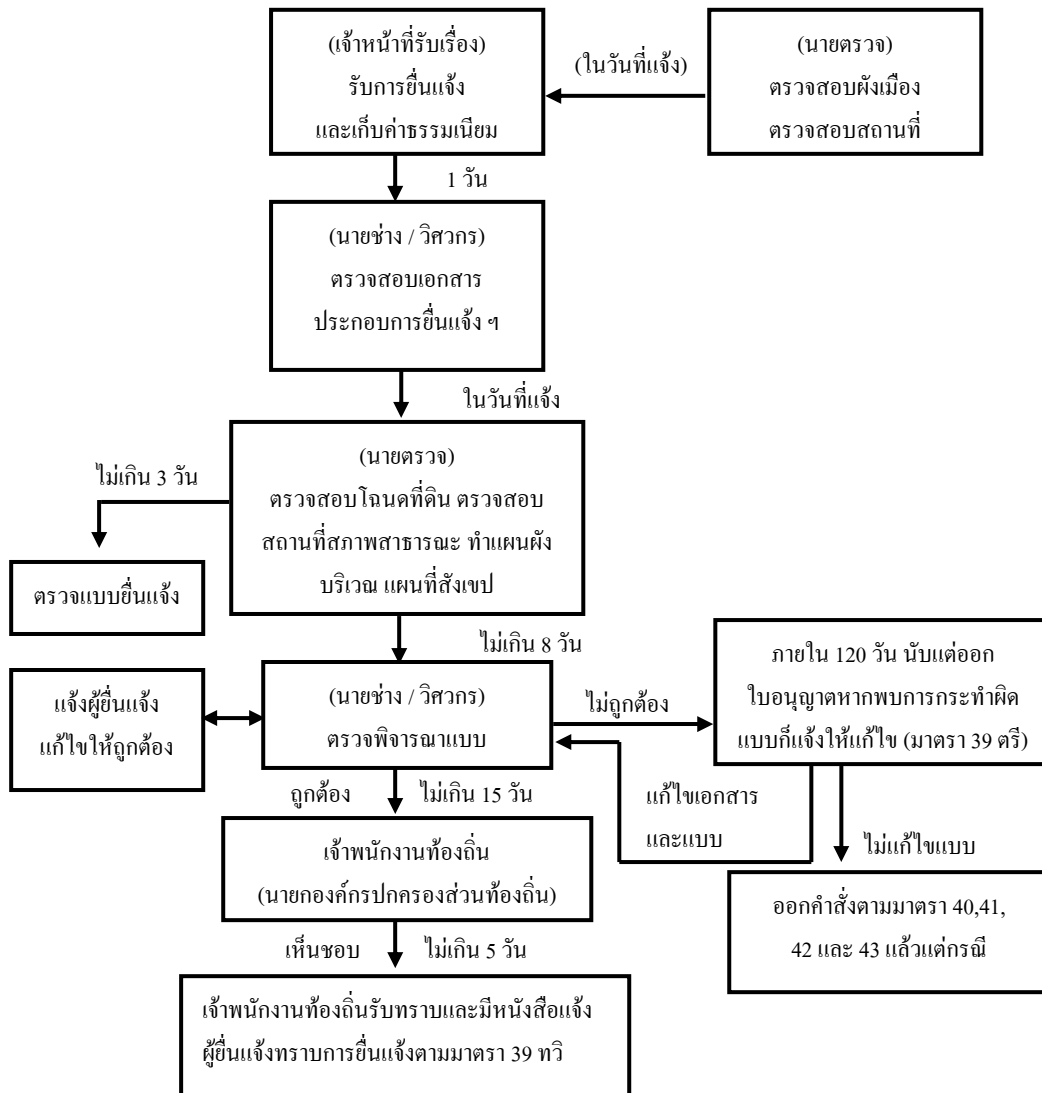 (เจ้าหน้าที่รับเรื่อง)
รับการยื่นแจ้ง
และเก็บค่าธรรมเนียม
(ในวันที่แจ้ง)
(นายตรวจ)
ตรวจสอบผังเมือง
ตรวจสอบสถานที่
1 วัน
(นายช่าง / วิศวกร)
ตรวจสอบเอกสาร
ประกอบการยื่นแจ้ง ฯ
ในวันที่แจ้ง
(นายตรวจ)
ตรวจสอบโฉนดที่ดิน ตรวจสอบ
สถานที่สภาพสาธารณะ ทำแผนผัง
บริเวณ แผนที่สังเขป
ไม่เกิน 3 วัน
ตรวจแบบยื่นแจ้ง
ไม่เกิน 8 วัน
แจ้งผู้ยื่นแจ้ง
แก้ไขให้ถูกต้อง
(นายช่าง / วิศวกร)
ตรวจพิจารณาแบบ
ไม่ถูกต้อง
ภายใน 120 วัน นับแต่ออก
ใบอนุญาตหากพบการกระทำผิด
แบบก็แจ้งให้แก้ไข (มาตรา 39 ตรี)
ถูกต้อง
ไม่เกิน 15 วัน
แก้ไขเอกสาร
และแบบ
ไม่แก้ไขแบบ
เจ้าพนักงานท้องถิ่น
(นายกองค์กรปกครองส่วนท้องถิ่น)
ออกคำสั่งตามมาตรา 40,41,
42 และ 43 แล้วแต่กรณี
เห็นชอบ
ไม่เกิน 5 วัน
เจ้าพนักงานท้องถิ่นรับทราบและมีหนังสือแจ้ง
ผู้ยื่นแจ้งทราบการยื่นแจ้งตามมาตรา 39 ทวิ